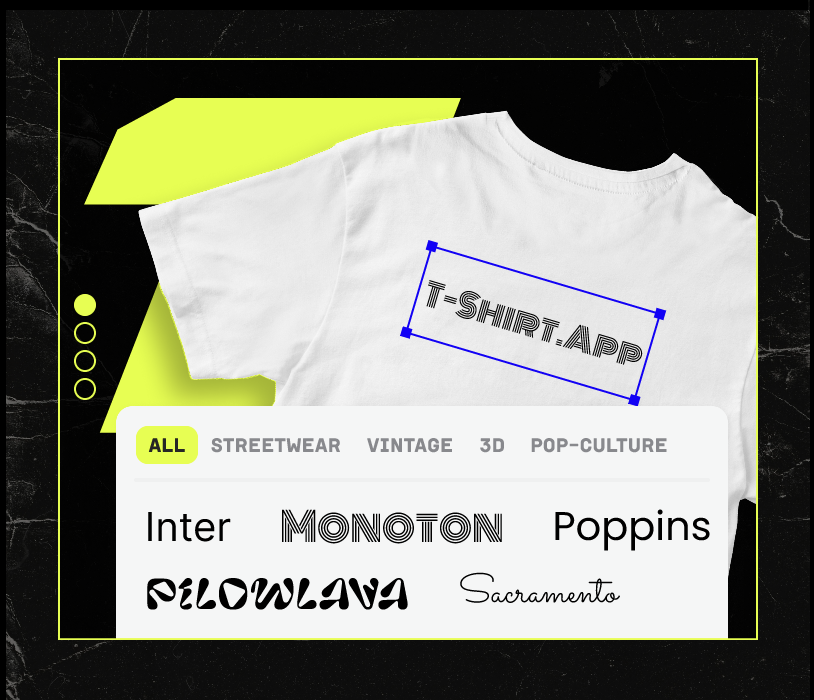 T-Shirt.App
ALL STREETWEAR VINTAGE 3D POP-CULTURE
Inter Monoton Poppins
PiLOWLAVA Sacramento